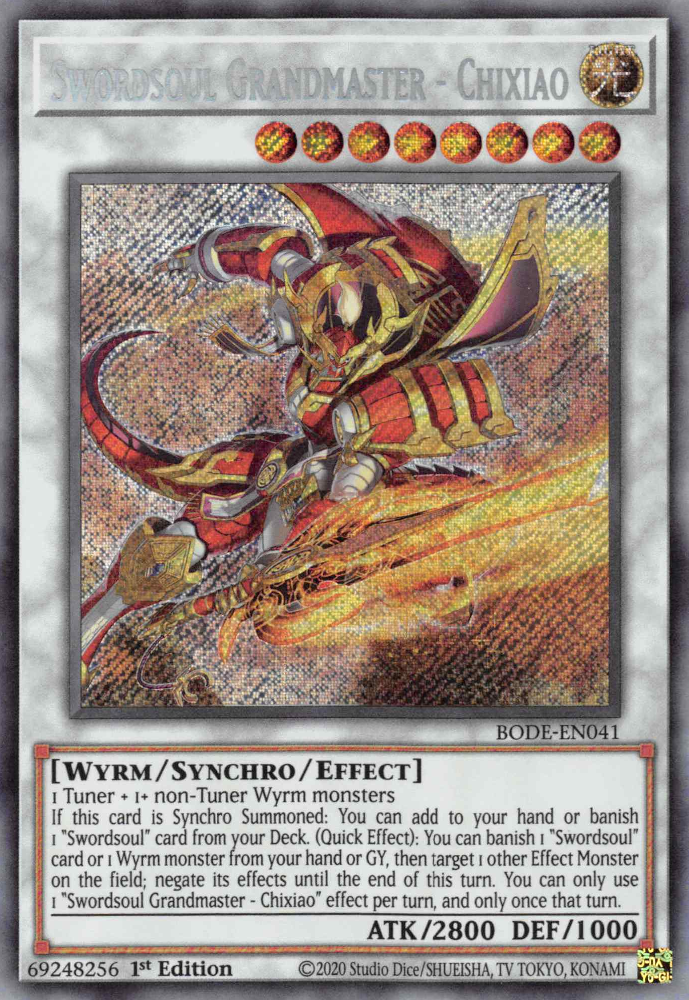 Swordsoul Grandmaster - Chixiao
光
BODE-EN041
[Wyrm/Synchro/Effect]
1 Tuner + 1+ non-Tuner Wyrm monsters
If this card is Synchro Summoned: You can add to your hand or banish
1 "Swordsoul" card from your Deck. (Quick Effect): You can banish 1 "Swordsoul"
card or 1 Wyrm monster from your hand or GY, then target 1 other Effect Monster
on the field; negate its effects until the end of this turn. You can only use
1 "Swordsoul Grandmaster - Chixiao" effect per turn, and only once that turn.
ATK/2800 DEF/1000
69248256 1st Edition ©2020 Studio Dice/SHUEISHA, TV TOKYO, KONAMI